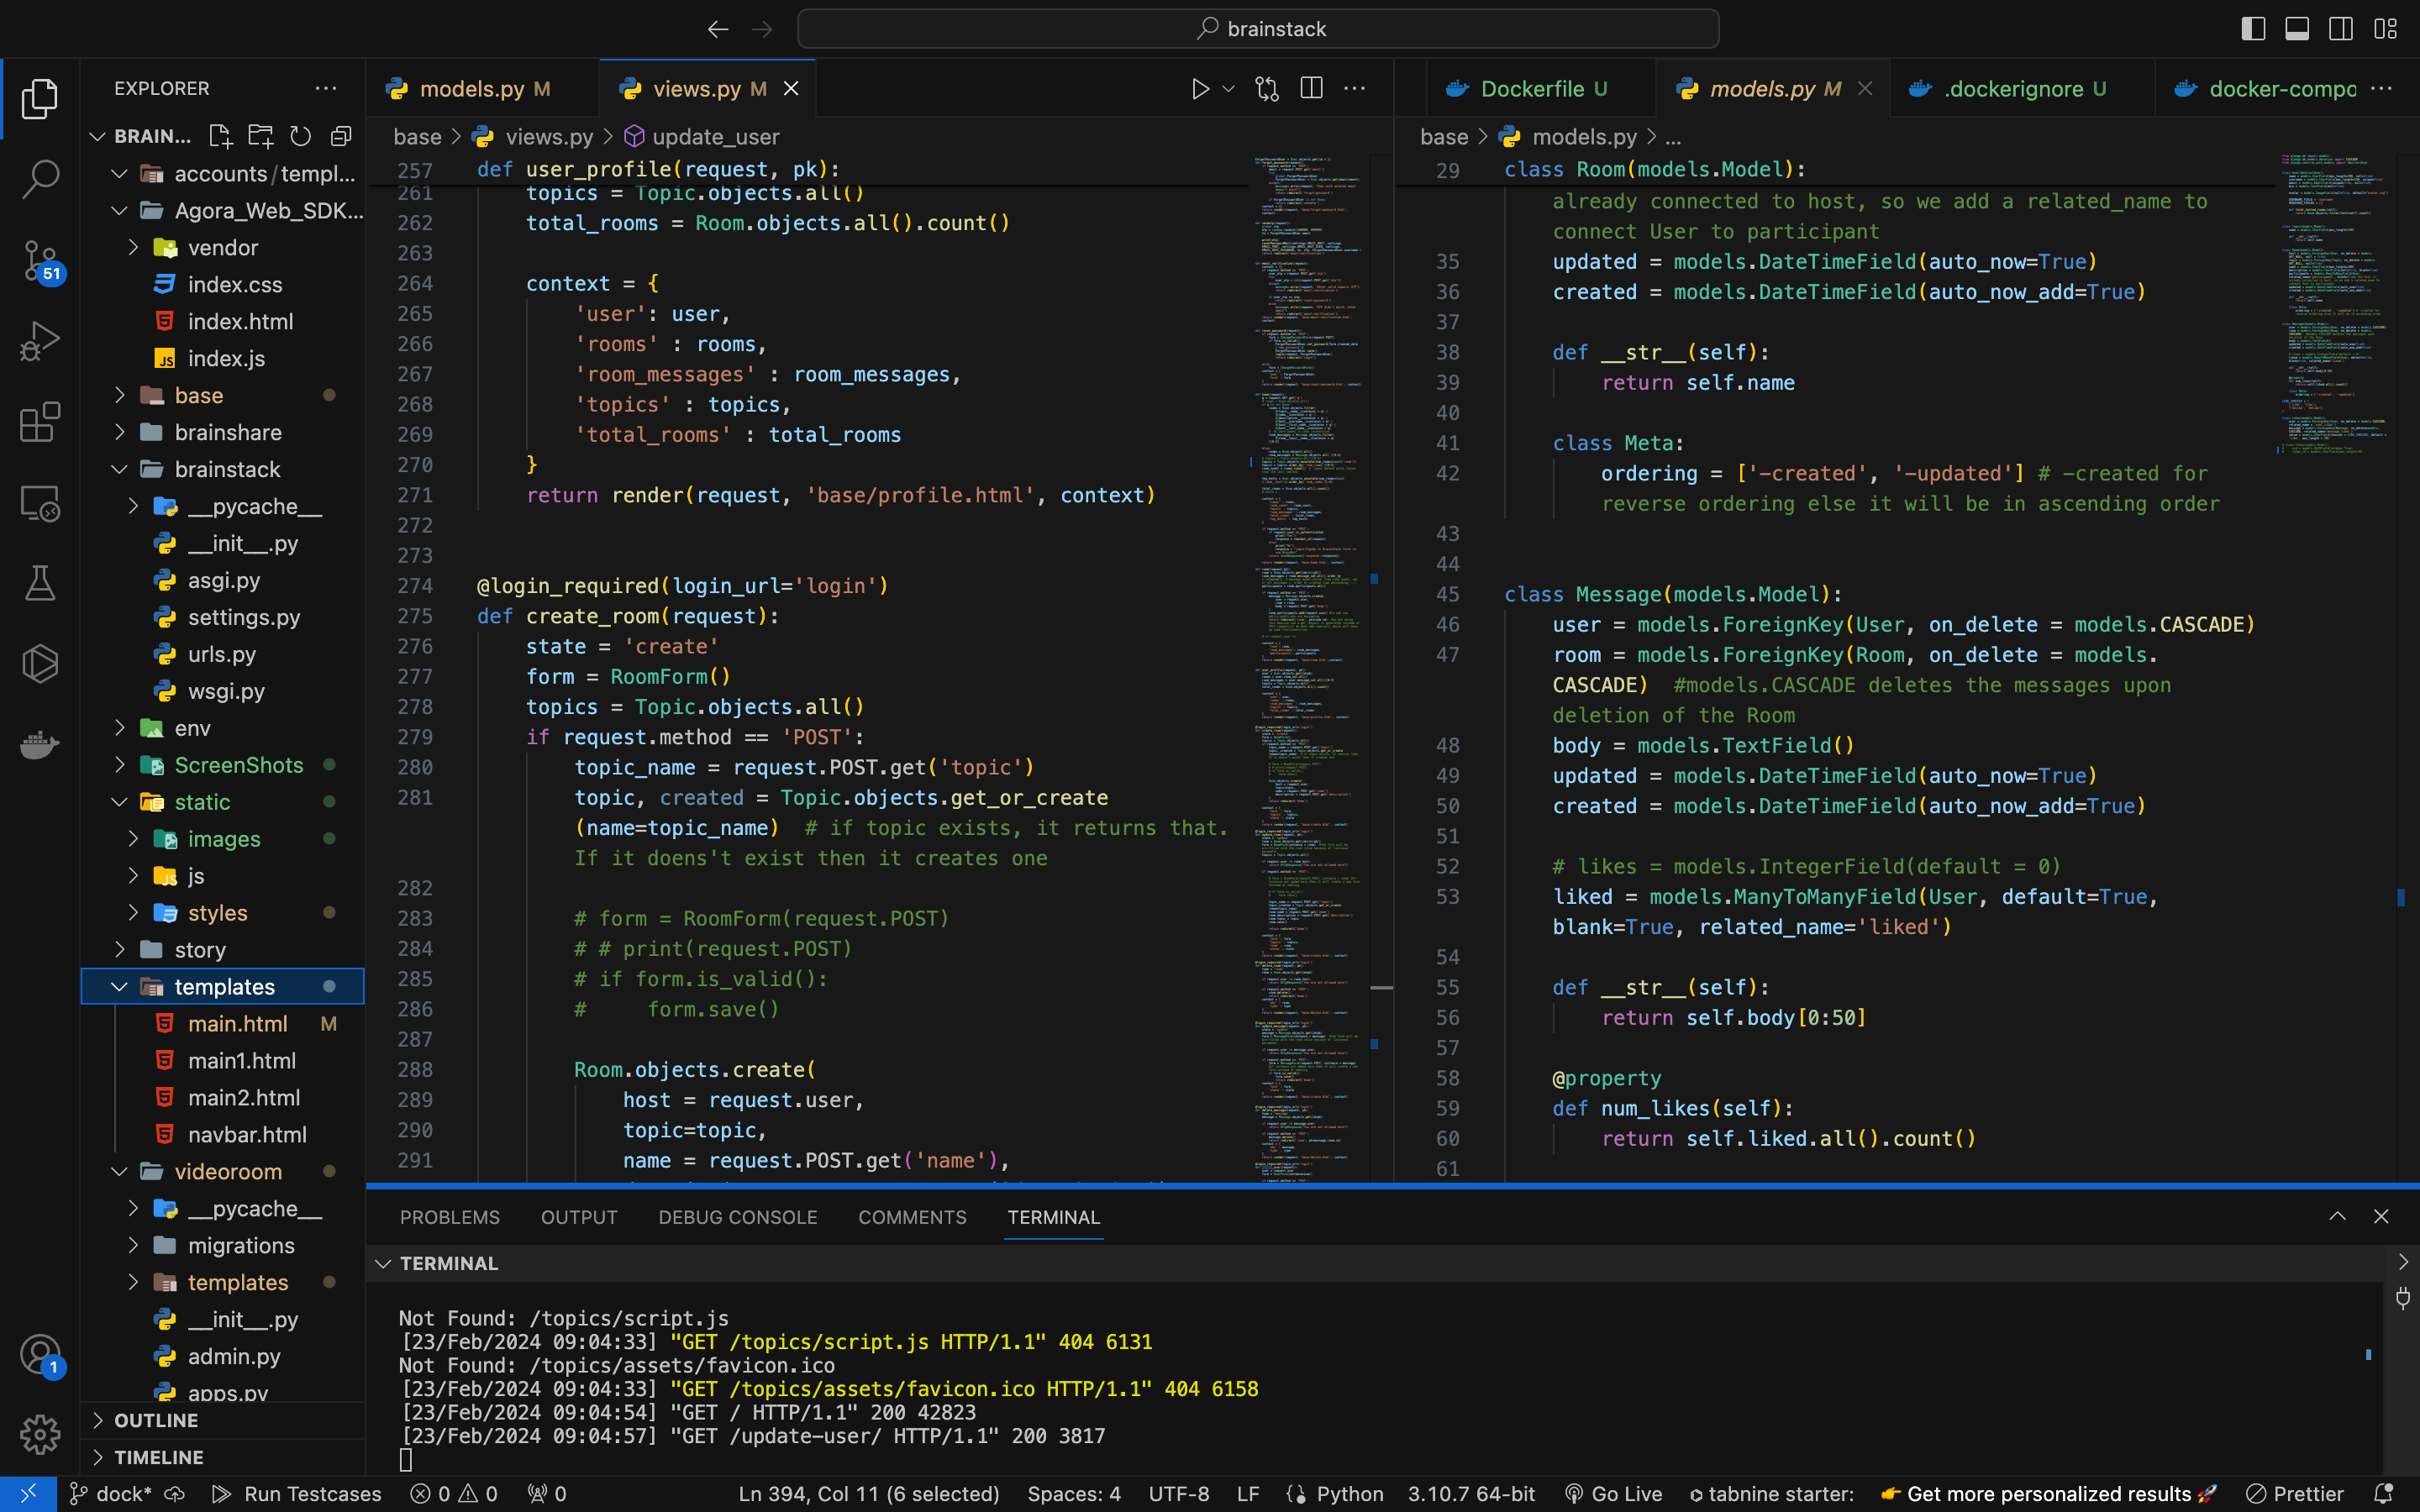 brainstack
EXPLORER
BRAIN...
accounts/templ...
Agora_Web_SDK...
vendor
index.css
index.html
index.js
base
brainshare
brainstack
__pycache__
__init__.py
asgi.py
settings.py
urls.py
wsgi.py
env
ScreenShots
static
images
js
styles
story
templates
main.html M
main1.html
main2.html
navbar.html
videoroom
__pycache__
migrations
templates
__init__.py
admin.py
apps.py
OUTLINE
TIMELINE
51
1
models.py M
views.py M
base > views.py > update_user
257 def user_profile(request, pk):
261 topics = Topic.objects.all()
262 total_rooms = Room.objects.all().count()
263
264 context = {
265 'user': user,
266 'rooms' : rooms,
267 'room_messages' : room_messages,
268 'topics' : topics,
269 'total_rooms' : total_rooms
270 }
271 return render(request, 'base/profile.html', context)
272
273
274 @login_required(login_url='login')
275 def create_room(request):
276 state = 'create'
277 form = RoomForm()
278 topics = Topic.objects.all()
279 if request.method == 'POST':
280 topic_name = request.POST.get('topic')
281 topic, created = Topic.objects.get_or_create
(name=topic_name)  # if topic exists, it returns that.
If it doens't exist then it creates one
282
283 # form = RoomForm(request.POST)
284 # # print(request.POST)
285 # if form.is_valid():
286 #     form.save()
287
288 Room.objects.create(
289 host = request.user,
290 topic=topic,
291 name = request.POST.get('name'),
Dockerfile U
models.py M
.dockerignore U
docker-compo
base > models.py > ...
29 class Room(models.Model):
already connected to host, so we add a related_name to
connect User to participant
35 updated = models.DateTimeField(auto_now=True)
36 created = models.DateTimeField(auto_now_add=True)
37
38 def __str__(self):
39 return self.name
40
41 class Meta:
42 ordering = ['-created', '-updated'] # -created for
reverse ordering else it will be in ascending order
43
44
45 class Message(models.Model):
46 user = models.ForeignKey(User, on_delete = models.CASCADE)
47 room = models.ForeignKey(Room, on_delete = models.
CASCADE)  #models.CASCADE deletes the messages upon
deletion of the Room
48 body = models.TextField()
49 updated = models.DateTimeField(auto_now=True)
50 created = models.DateTimeField(auto_now_add=True)
51
52 # likes = models.IntegerField(default = 0)
53 liked = models.ManyToManyField(User, default=True,
blank=True, related_name='liked')
54
55 def __str__(self):
56 return self.body[0:50]
57
58 @property
59 def num_likes(self):
60 return self.liked.all().count()
61
PROBLEMS OUTPUT DEBUG CONSOLE COMMENTS TERMINAL
TERMINAL
Not Found: /topics/script.js
[23/Feb/2024 09:04:33] "GET /topics/script.js HTTP/1.1" 404 6131
Not Found: /topics/assets/favicon.ico
[23/Feb/2024 09:04:33] "GET /topics/assets/favicon.ico HTTP/1.1" 404 6158
[23/Feb/2024 09:04:54] "GET / HTTP/1.1" 200 42823
[23/Feb/2024 09:04:57] "GET /update-user/ HTTP/1.1" 200 3817
dock* Run Testcases 0 0 0 Ln 394, Col 11 (6 selected) Spaces: 4 UTF-8 LF Python 3.10.7 64-bit Go Live tabnine starter: 👉 Get more personalized results 🚀 Prettier